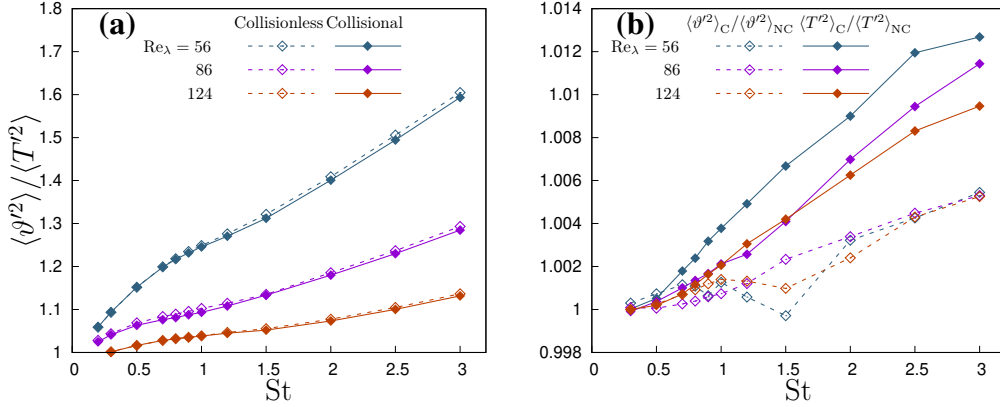 (a)
Collisionless Collisional
Re_λ = 56
86
124
⟨ϑ′²⟩/⟨T′²⟩
1.8
1.7
1.6
1.5
1.4
1.3
1.2
1.1
1
0 0.5 1 1.5 2 2.5 3
St
(b)
⟨ϑ′²⟩_C/⟨ϑ′²⟩_NC ⟨T′²⟩_C/⟨T′²⟩_NC
Re_λ = 56
86
124
1.014
1.012
1.01
1.008
1.006
1.004
1.002
1
0.998
0 0.5 1 1.5 2 2.5 3
St